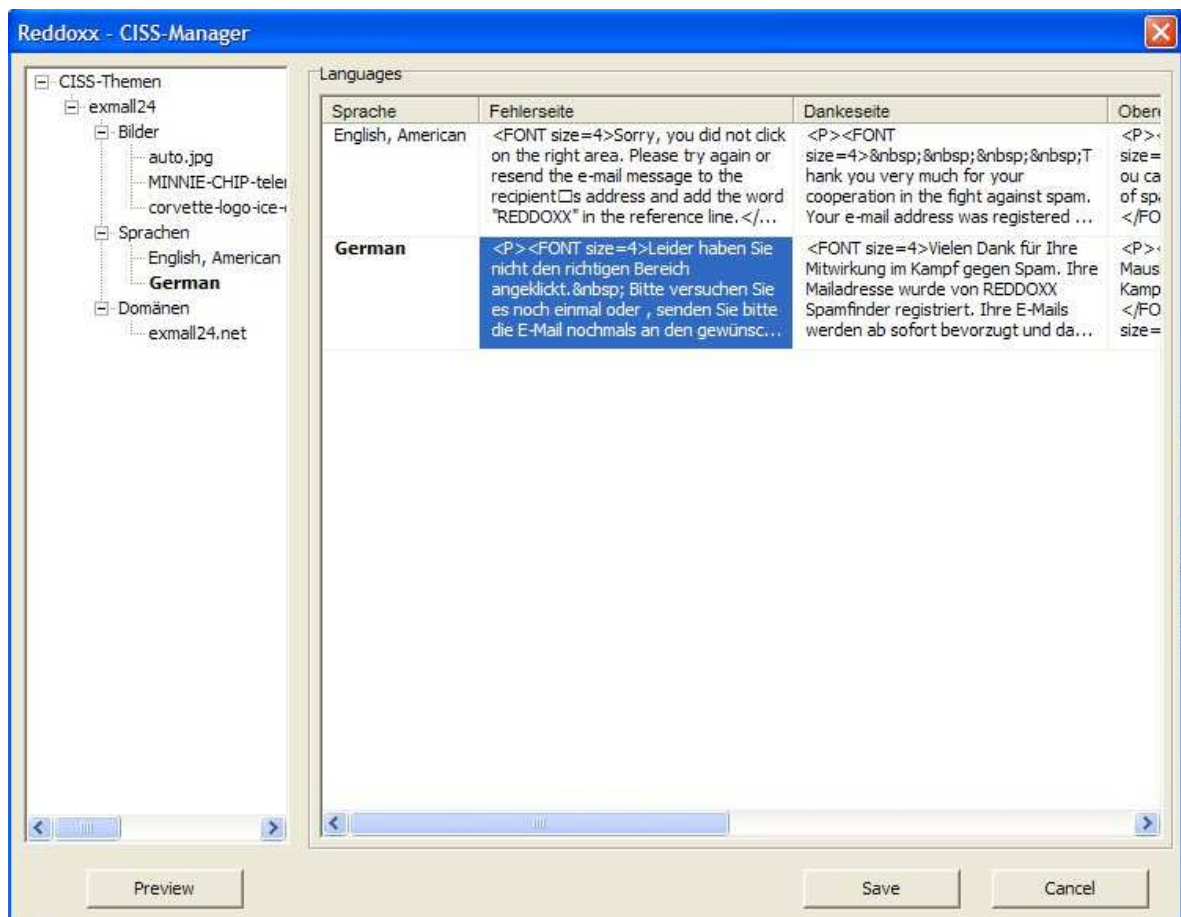 Reddoxx - CISS-Manager
CISS-Themen
exmall24
Bilder
auto.jpg
MINNIE-CHIP-teler
corvette-logo-ice-
Sprachen
English, American
German
Domänen
exmall24.net
Languages
Sprache Fehlerseite Dankeseite Obere
English, American
<FONT size=4>Sorry, you did not click
on the right area. Please try again or
resend the e-mail message to the
recipient□s address and add the word
"REDDOXX" in the reference line.</...
<P><FONT
size=4>&nbsp;&nbsp;&nbsp;&nbsp;T
hank you very much for your
cooperation in the fight against spam.
Your e-mail address was registered ...
<P><
size=
ou ca
of spa
</FO
German
<P><FONT size=4>Leider haben Sie
nicht den richtigen Bereich
angeklickt.&nbsp; Bitte versuchen Sie
es noch einmal oder , senden Sie bitte
die E-Mail nochmals an den gewünsc...
<FONT size=4>Vielen Dank für Ihre
Mitwirkung im Kampf gegen Spam. Ihre
Mailadresse wurde von REDDOXX
Spamfinder registriert. Ihre E-Mails
werden ab sofort bevorzugt und da...
<P><
Maus
Kamp
</FO
size=
Preview
Save
Cancel